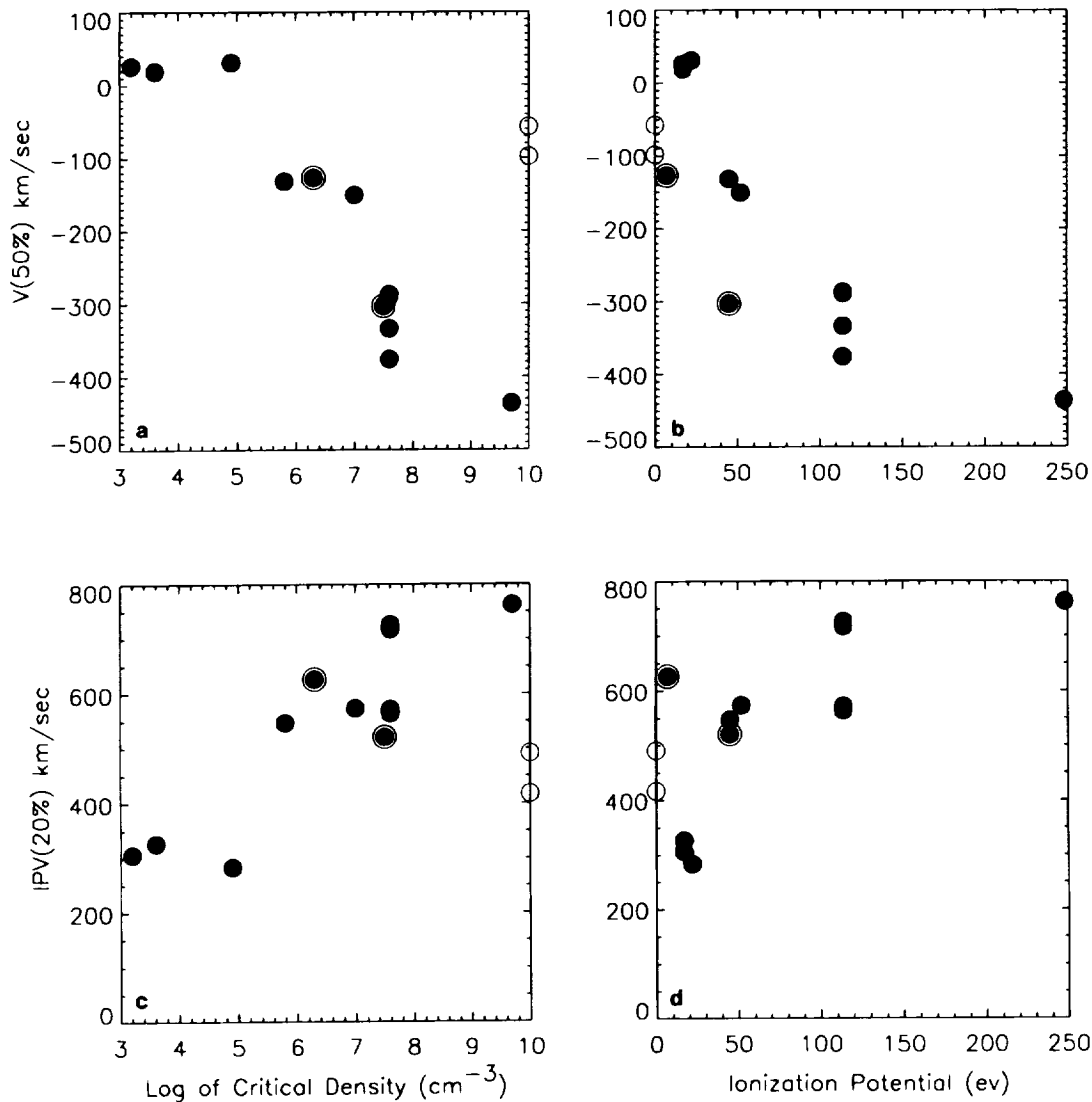 100
0
-100
-200
-300
-400
-500
V(50%) km/sec
a
3 4 5 6 7 8 9 10
100
0
-100
-200
-300
-400
-500
b
0 50 100 150 200 250
800
600
400
200
0
IPV(20%) km/sec
c
3 4 5 6 7 8 9 10
Log of Critical Density (cm⁻³)
800
600
400
200
0
d
0 50 100 150 200 250
Ionization Potential (ev)